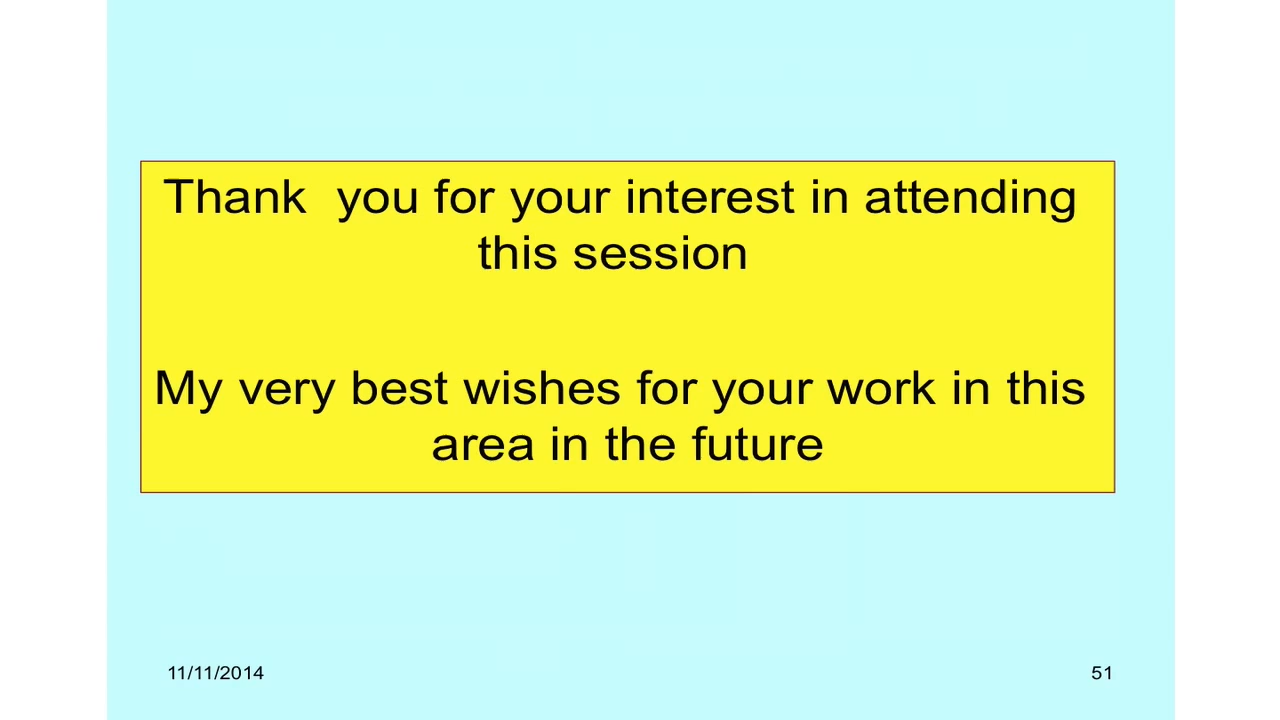 Thank  you for your interest in attending
this session
My very best wishes for your work in this
area in the future
11/11/2014
51